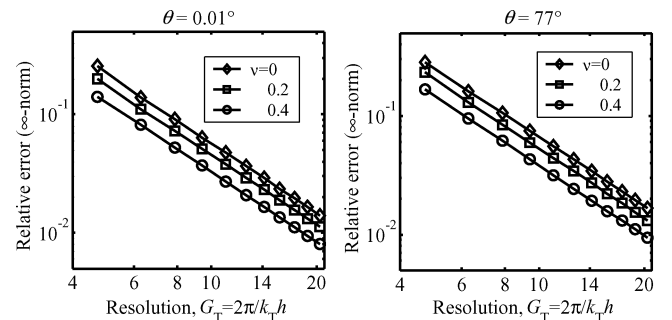 θ = 0.01°
Relative error (∞-norm)
10⁻¹
10⁻²
ν=0
0.2
0.4
4 6 8 10 14 20
Resolution, G_T=2π/k_Th
θ = 77°
Relative error (∞-norm)
10⁻¹
10⁻²
ν=0
0.2
0.4
4 6 8 10 14 20
Resolution, G_T=2π/k_Th